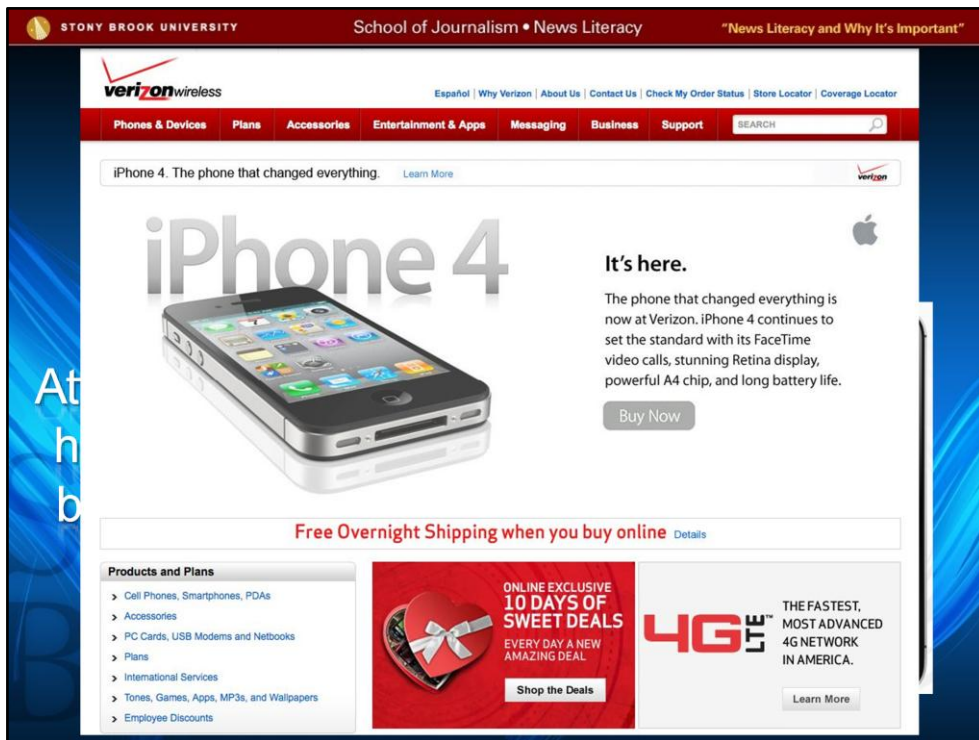 STONY BROOK UNIVERSITY
School of Journalism • News Literacy
"News Literacy and Why It's Important"
verizonwireless
Español | Why Verizon | About Us | Contact Us | Check My Order Status | Store Locator | Coverage Locator
Phones & Devices Plans Accessories Entertainment & Apps Messaging Business Support SEARCH
iPhone 4. The phone that changed everything. Learn More
verizon
iPhone 4
It's here.
The phone that changed everything is
now at Verizon. iPhone 4 continues to
set the standard with its FaceTime
video calls, stunning Retina display,
powerful A4 chip, and long battery life.
Buy Now
At
h
b
Free Overnight Shipping when you buy online Details
Products and Plans
Cell Phones, Smartphones, PDAs
Accessories
PC Cards, USB Modems and Netbooks
Plans
International Services
Tones, Games, Apps, MP3s, and Wallpapers
Employee Discounts
ONLINE EXCLUSIVE
10 DAYS OF
SWEET DEALS
EVERY DAY A NEW
AMAZING DEAL
Shop the Deals
4G LTE™
THE FASTEST,
MOST ADVANCED
4G NETWORK
IN AMERICA.
Learn More